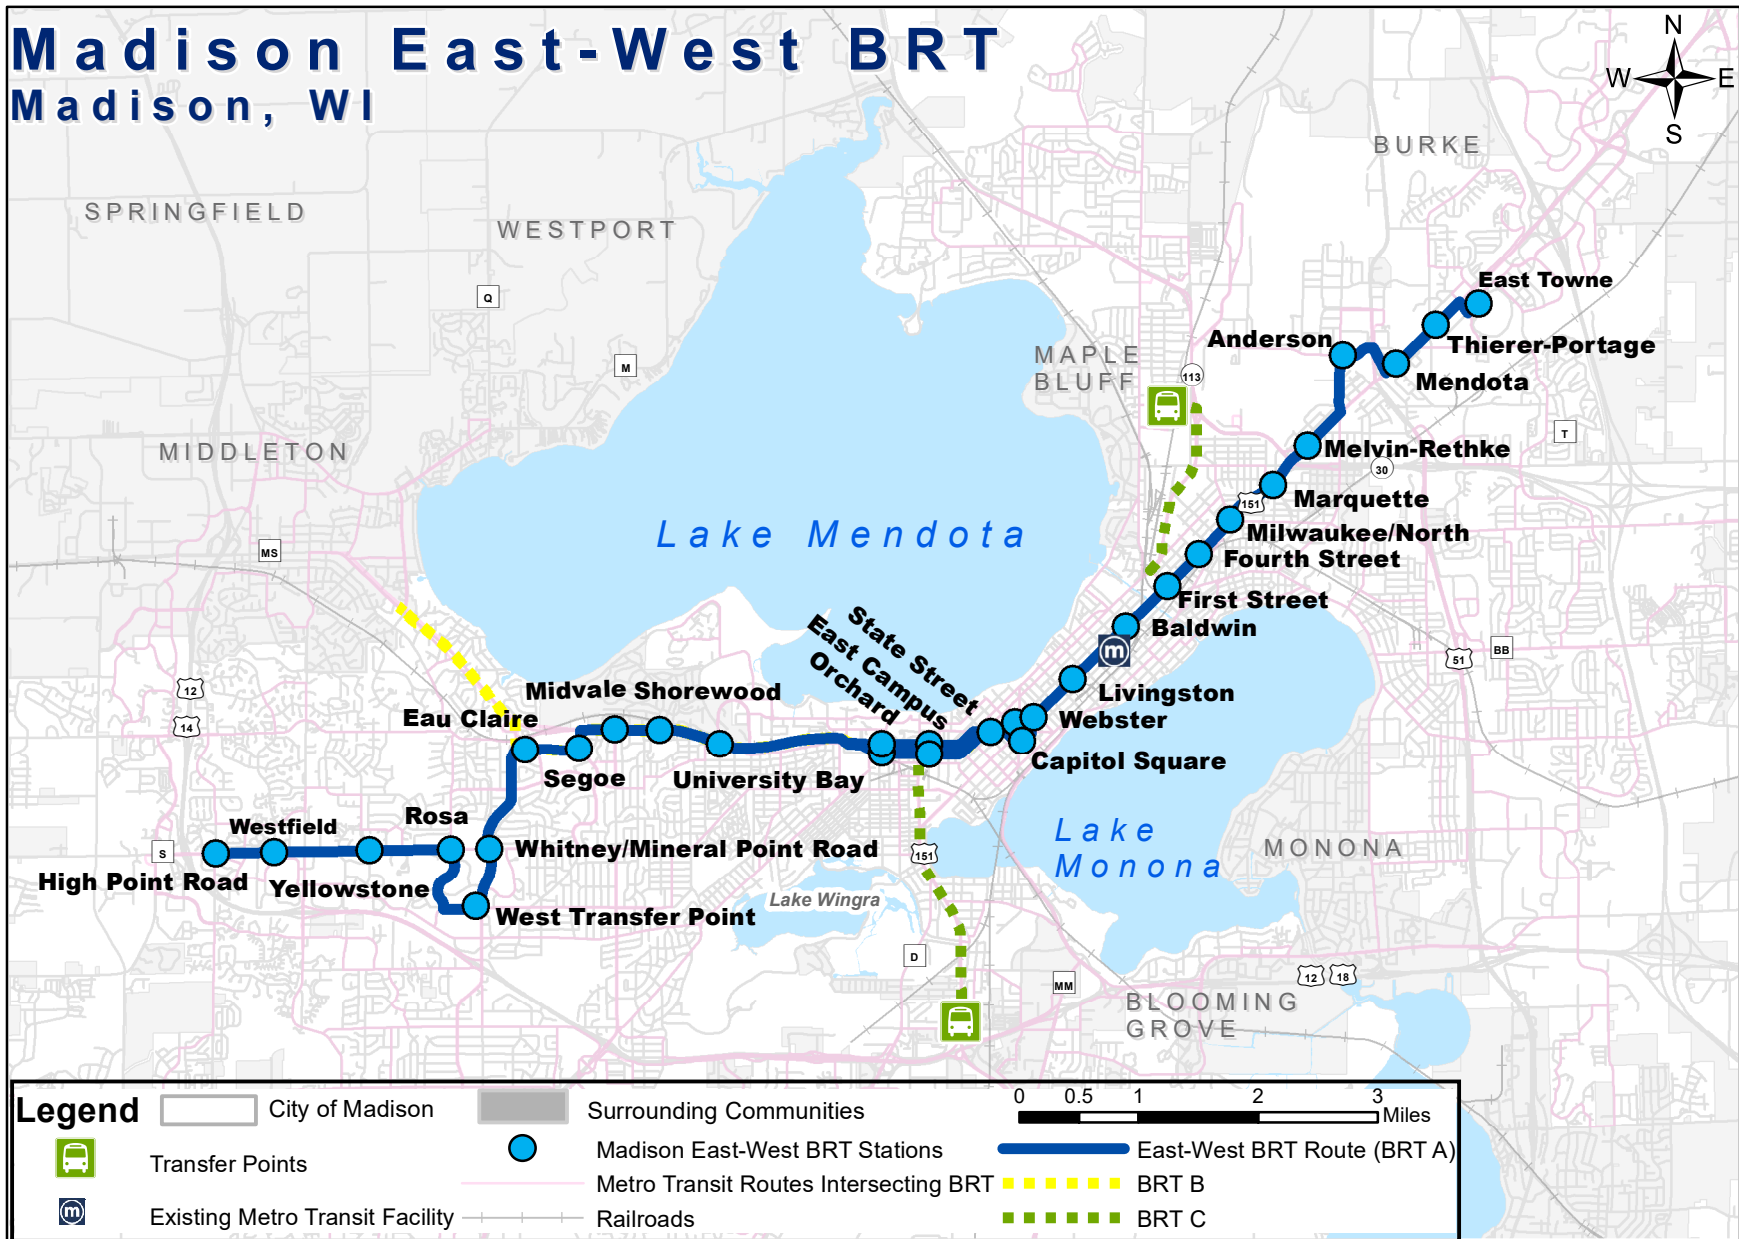 Madison East-West BRT
Madison, WI
N
W E
S
BURKE
SPRINGFIELD
WESTPORT
East Towne
Q
Anderson
Thierer-Portage
MAPLE
BLUFF
M
113
Mendota
T
MIDDLETON
Melvin-Rethke
30
Marquette
151
Lake Mendota
Milwaukee/North
MS
Fourth Street
First Street
State Street
East Campus
Orchard
Baldwin
m
BB
51
12
14
Midvale Shorewood
Livingston
Eau Claire
Webster
Segoe
University Bay
Capitol Square
Rosa
Westfield
Whitney/Mineral Point Road
Lake
Monona
MONONA
S
151
High Point Road
Yellowstone
Lake Wingra
West Transfer Point
D
12 18
MM
BLOOMING
GROVE
Legend
City of Madison
Surrounding Communities
0 0.5 1 2 3
Miles
Transfer Points
Madison East-West BRT Stations
East-West BRT Route (BRT A)
Metro Transit Routes Intersecting BRT
BRT B
m
Existing Metro Transit Facility
Railroads
BRT C